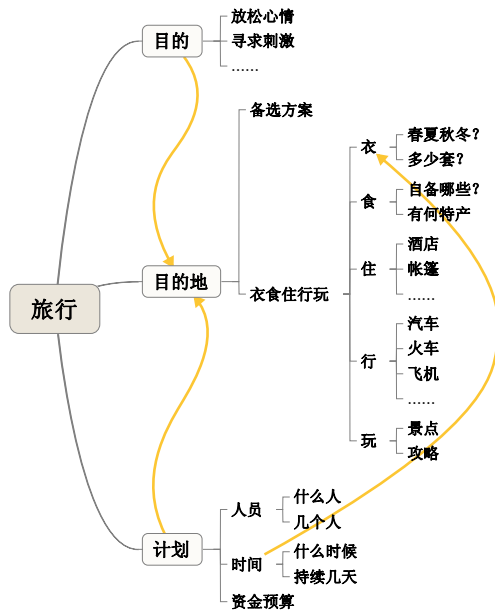 旅行
目的
放松心情
寻求刺激
……
目的地
备选方案
衣食住行玩
衣
春夏秋冬？
多少套？
食
自备哪些？
有何特产
住
酒店
帐篷
……
行
汽车
火车
飞机
……
玩
景点
攻略
计划
人员
什么人
几个人
时间
什么时候
持续几天
资金预算